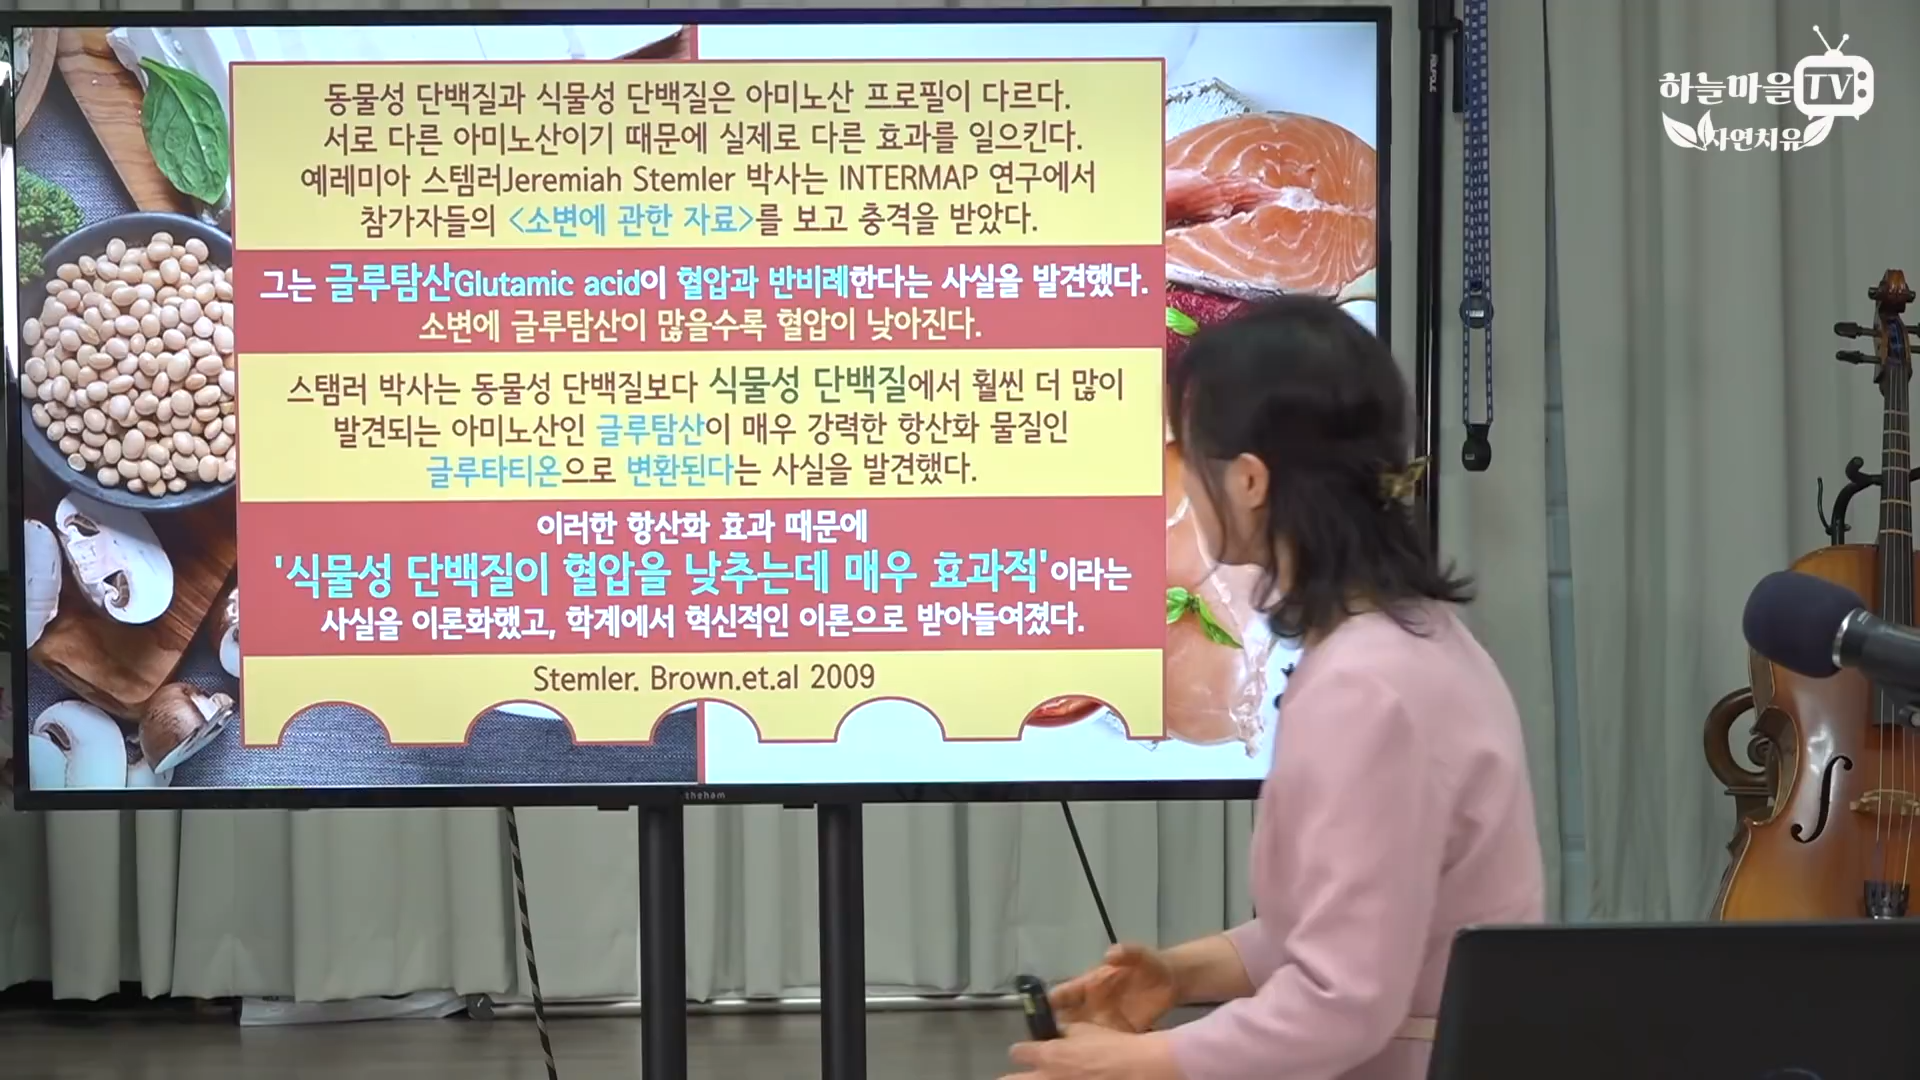 동물성 단백질과 식물성 단백질은 아미노산 프로필이 다르다.
서로 다른 아미노산이기 때문에 실제로 다른 효과를 일으킨다.
예레미아 스템러Jeremiah Stemler 박사는 INTERMAP 연구에서
참가자들의 <소변에 관한 자료>를 보고 충격을 받았다.
그는 글루탐산Glutamic acid이 혈압과 반비례한다는 사실을 발견했다.
소변에 글루탐산이 많을수록 혈압이 낮아진다.
스탬러 박사는 동물성 단백질보다 식물성 단백질에서 훨씬 더 많이
발견되는 아미노산인 글루탐산이 매우 강력한 항산화 물질인
글루타티온으로 변환된다는 사실을 발견했다.
이러한 항산화 효과 때문에
'식물성 단백질이 혈압을 낮추는데 매우 효과적'이라는
사실을 이론화했고, 학계에서 혁신적인 이론으로 받아들여졌다.
Stemler. Brown.et.al 2009
하늘마을TV
자연치유
theham